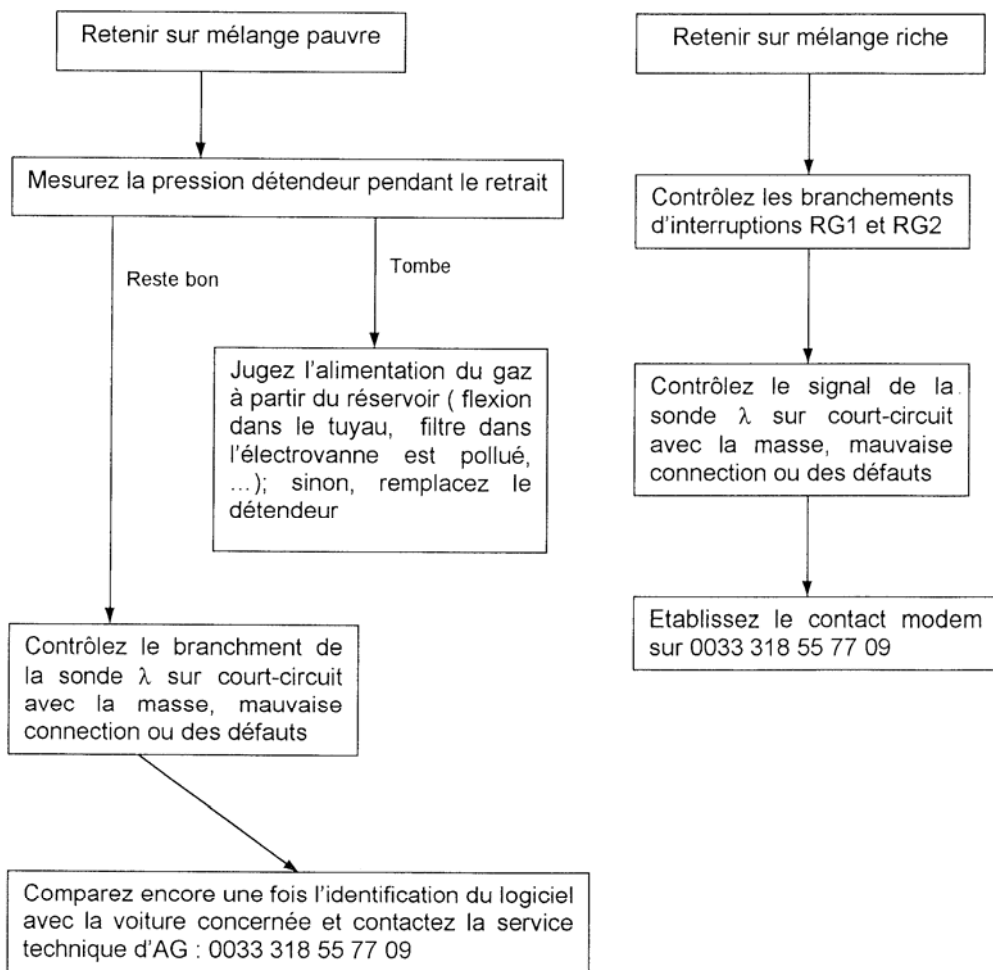 Retenir sur mélange pauvre
Mesurez la pression détendeur pendant le retrait
Reste bon
Tombe
Jugez l'alimentation du gaz
à partir du réservoir ( flexion
dans le tuyau, filtre dans
l'électrovanne est pollué,
…); sinon, remplacez le
détendeur
Contrôlez le branchment de
la sonde λ sur court-circuit
avec la masse, mauvaise
connection ou des défauts
Comparez encore une fois l'identification du logiciel
avec la voiture concernée et contactez la service
technique d'AG : 0033 318 55 77 09
Retenir sur mélange riche
Contrôlez les branchements
d'interruptions RG1 et RG2
Contrôlez le signal de la
sonde λ sur court-circuit
avec la masse, mauvaise
connection ou des défauts
Etablissez le contact modem
sur 0033 318 55 77 09